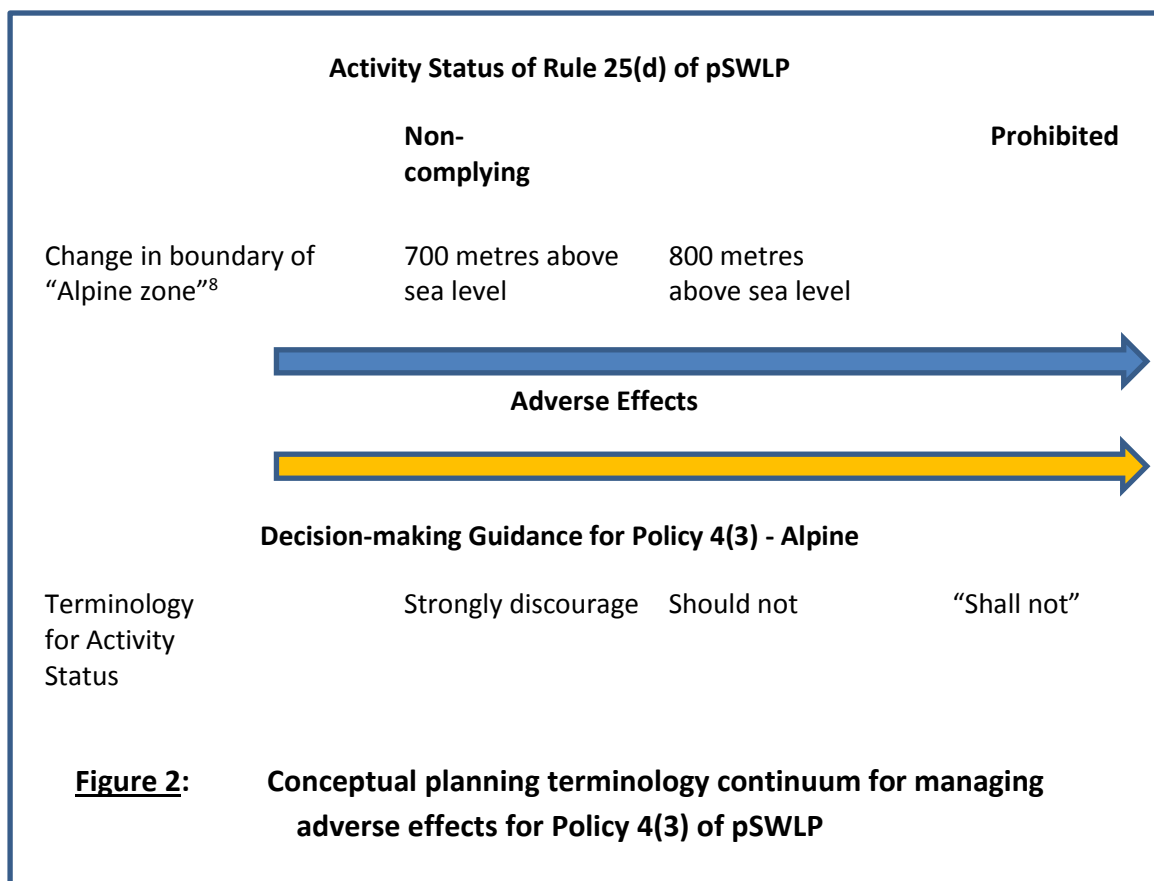 Activity Status of Rule 25(d) of pSWLP
Non- Prohibited
complying
Change in boundary of 700 metres above 800 metres
“Alpine zone”8 sea level above sea level
Adverse Effects
Decision-making Guidance for Policy 4(3) - Alpine
Terminology Strongly discourage Should not “Shall not”
for Activity
Status
Figure 2: Conceptual planning terminology continuum for managing
adverse effects for Policy 4(3) of pSWLP